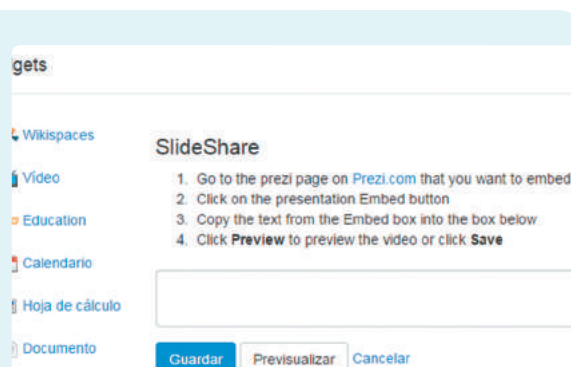 gets
Wikispaces
Vídeo
Education
Calendario
Hoja de cálculo
Documento
SlideShare
1. Go to the prezi page on Prezi.com that you want to embed
2. Click on the presentation Embed button
3. Copy the text from the Embed box into the box below
4. Click Preview to preview the video or click Save
Guardar Previsualizar Cancelar